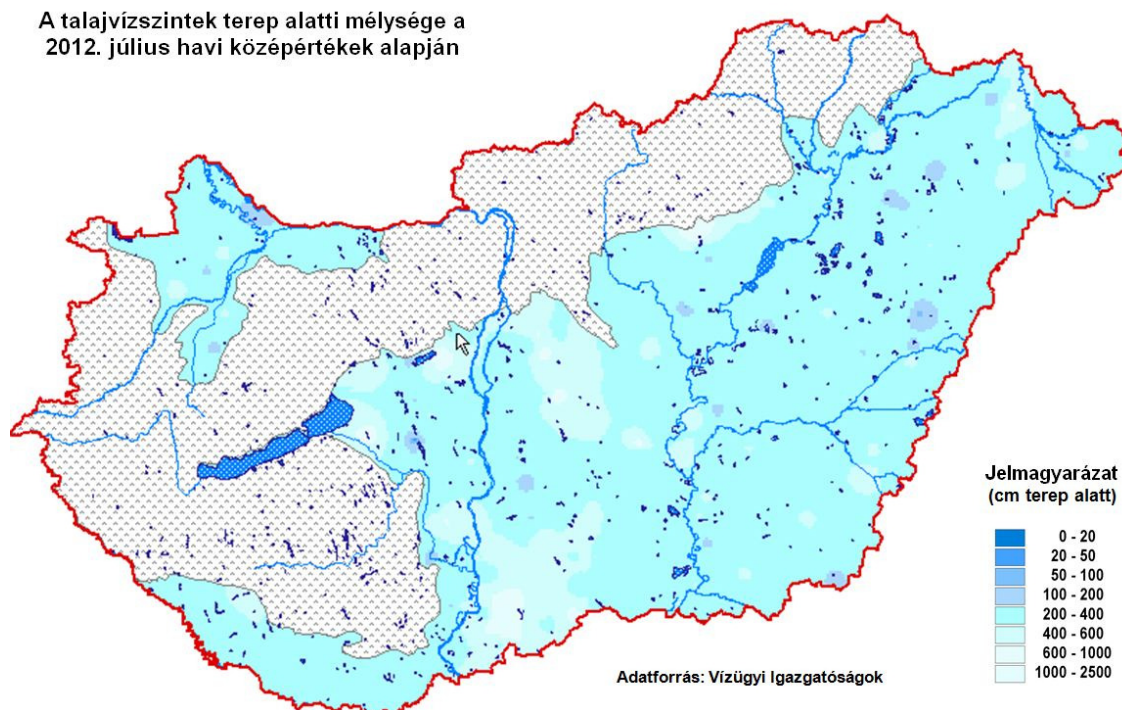 A talajvízszintek terep alatti mélysége a
2012. július havi középértékek alapján
Jelmagyarázat
(cm terep alatt)
0 - 20
20 - 50
50 - 100
100 - 200
200 - 400
400 - 600
600 - 1000
1000 - 2500
Adatforrás: Vízügyi Igazgatóságok